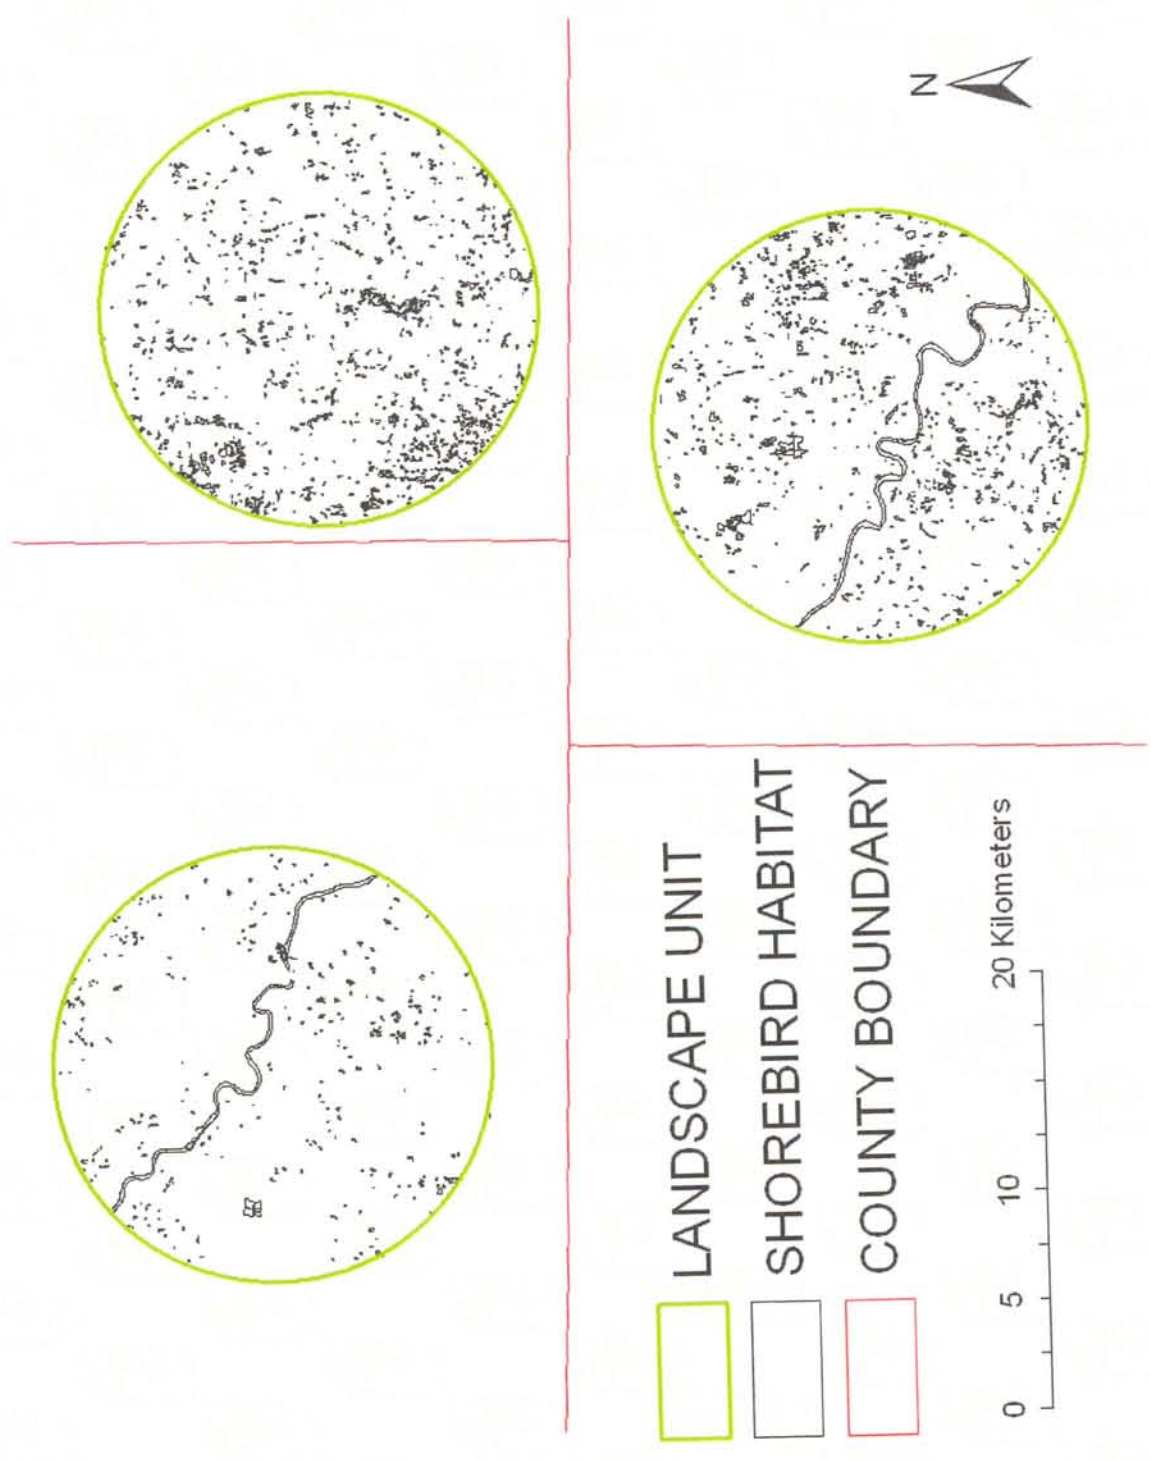 N
LANDSCAPE UNIT
SHOREBIRD HABITAT
COUNTY BOUNDARY
0 5 10 20 Kilometers